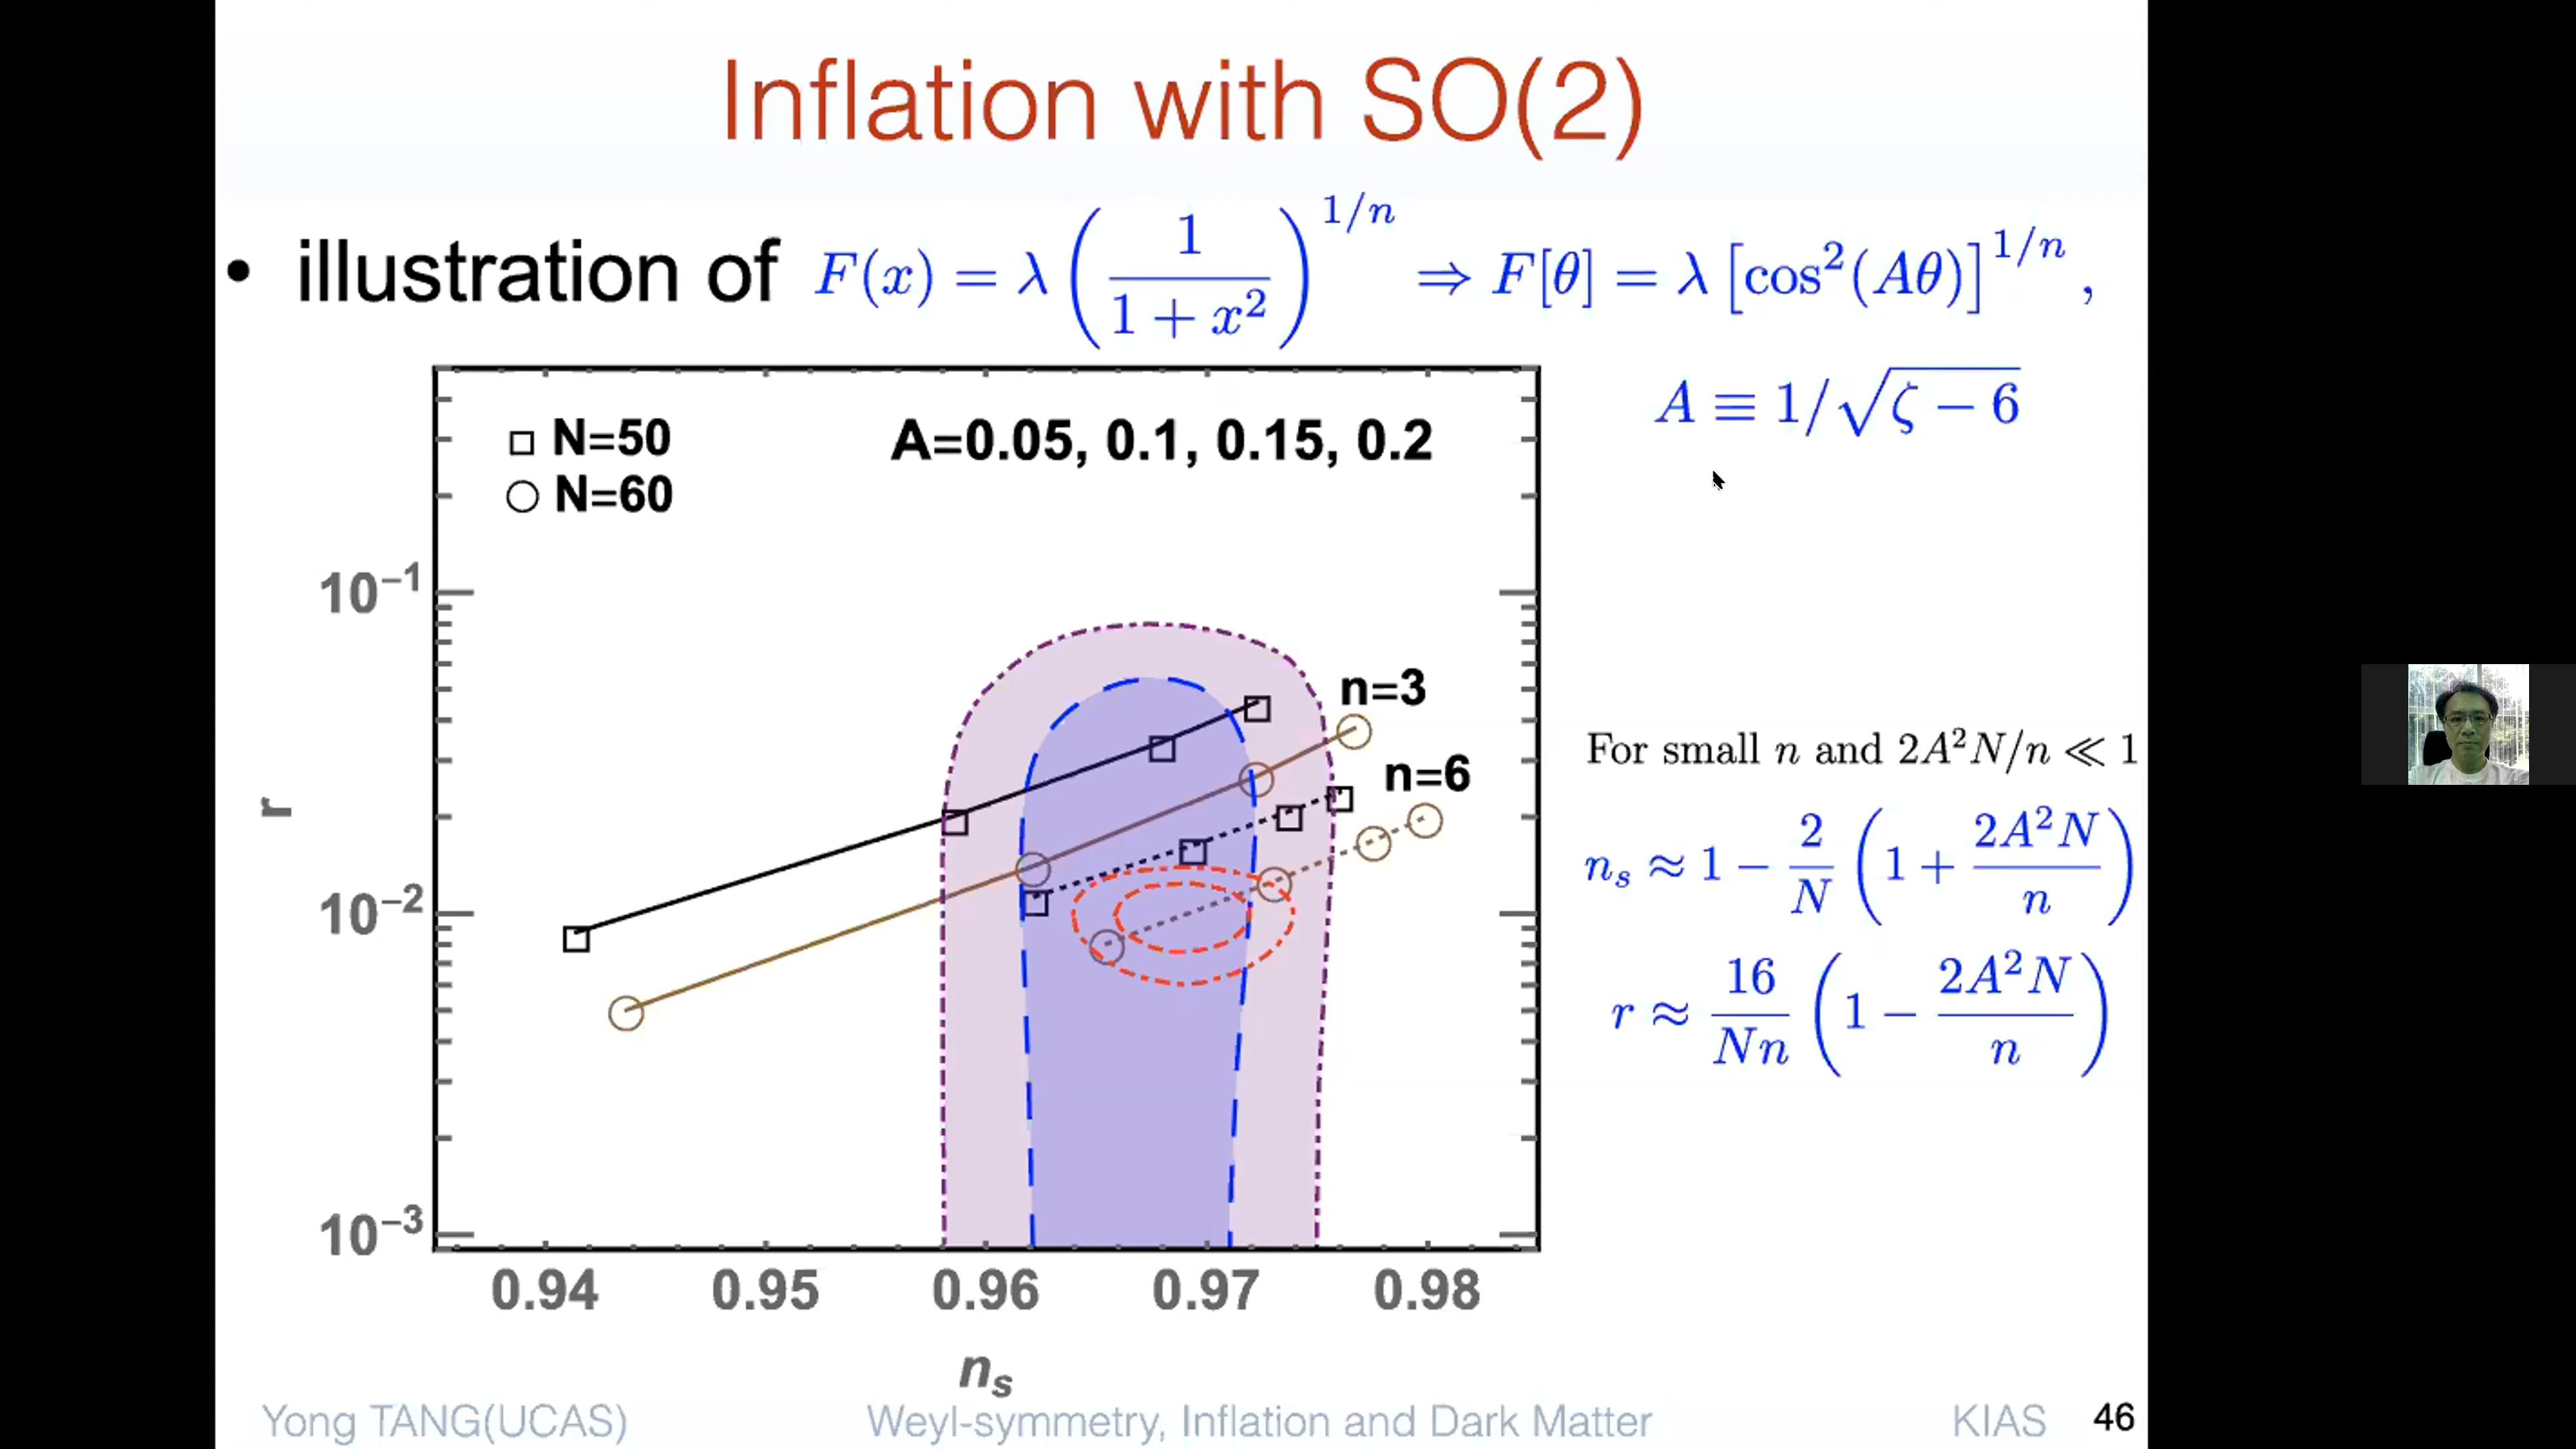 Inflation with SO(2)
• illustration of F(x) = λ (1 / (1 + x²))^{1/n} ⇒ F[θ] = λ [cos²(Aθ)]^{1/n} ,
A ≡ 1/√(ζ − 6)
□ N=50
○ N=60
A=0.05, 0.1, 0.15, 0.2
10⁻¹
10⁻²
10⁻³
r
n=3
n=6
0.94 0.95 0.96 0.97 0.98
nₛ
For small n and 2A²N/n ≪ 1
nₛ ≈ 1 − 2/N (1 + 2A²N/n)
r ≈ 16/Nn (1 − 2A²N/n)
Yong TANG(UCAS) Weyl-symmetry, Inflation and Dark Matter KIAS 46